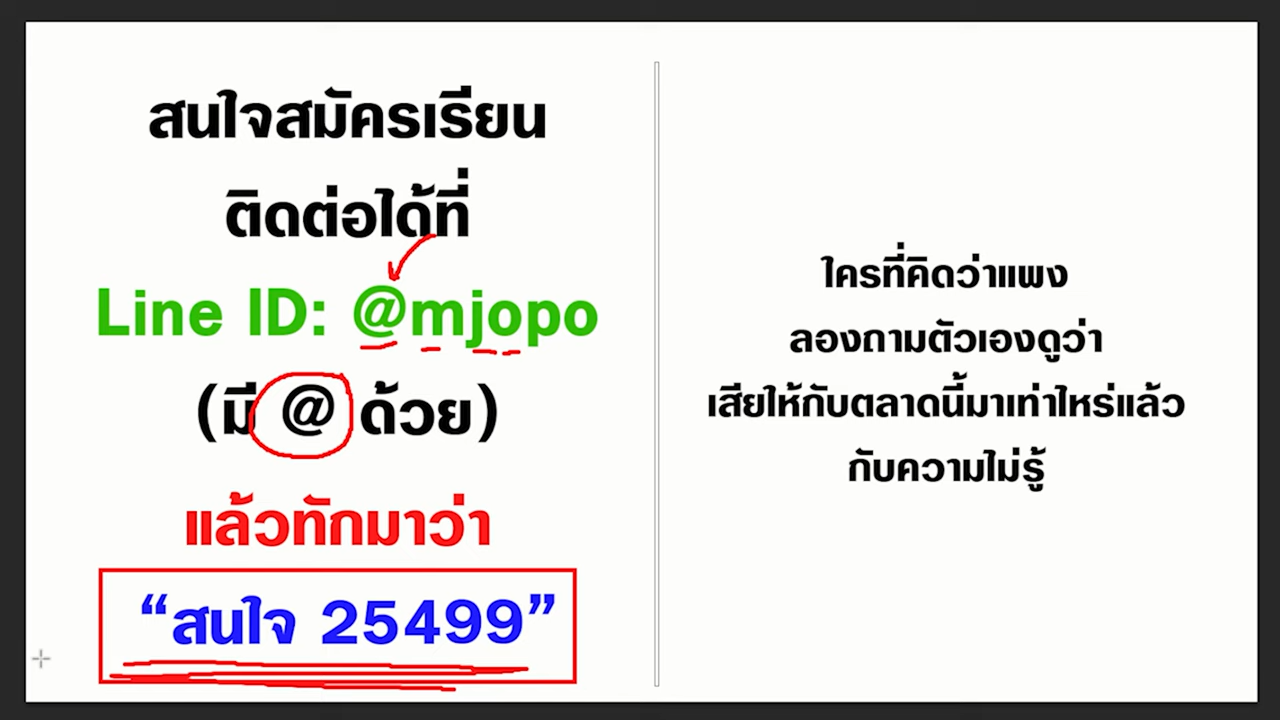 สนใจสมัครเรียน
ติดต่อได้ที่
Line ID: @mjopo
(มี @ ด้วย)
แล้วทักมาว่า
“สนใจ 25499”
ใครที่คิดว่าแพง
ลองถามตัวเองดูว่า
เสียให้กับตลาดนี้มาเท่าไหร่แล้ว
กับความไม่รู้